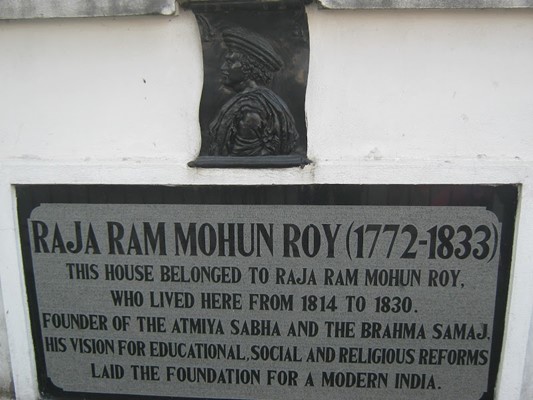 RAJA RAM MOHUN ROY (1772-1833)
THIS HOUSE BELONGED TO RAJA RAM MOHUN ROY,
WHO LIVED HERE FROM 1814 TO 1830.
FOUNDER OF THE ATMIYA SABHA AND THE BRAHMA SAMAJ.
HIS VISION FOR EDUCATIONAL, SOCIAL AND RELIGIOUS REFORMS
LAID THE FOUNDATION FOR A MODERN INDIA.